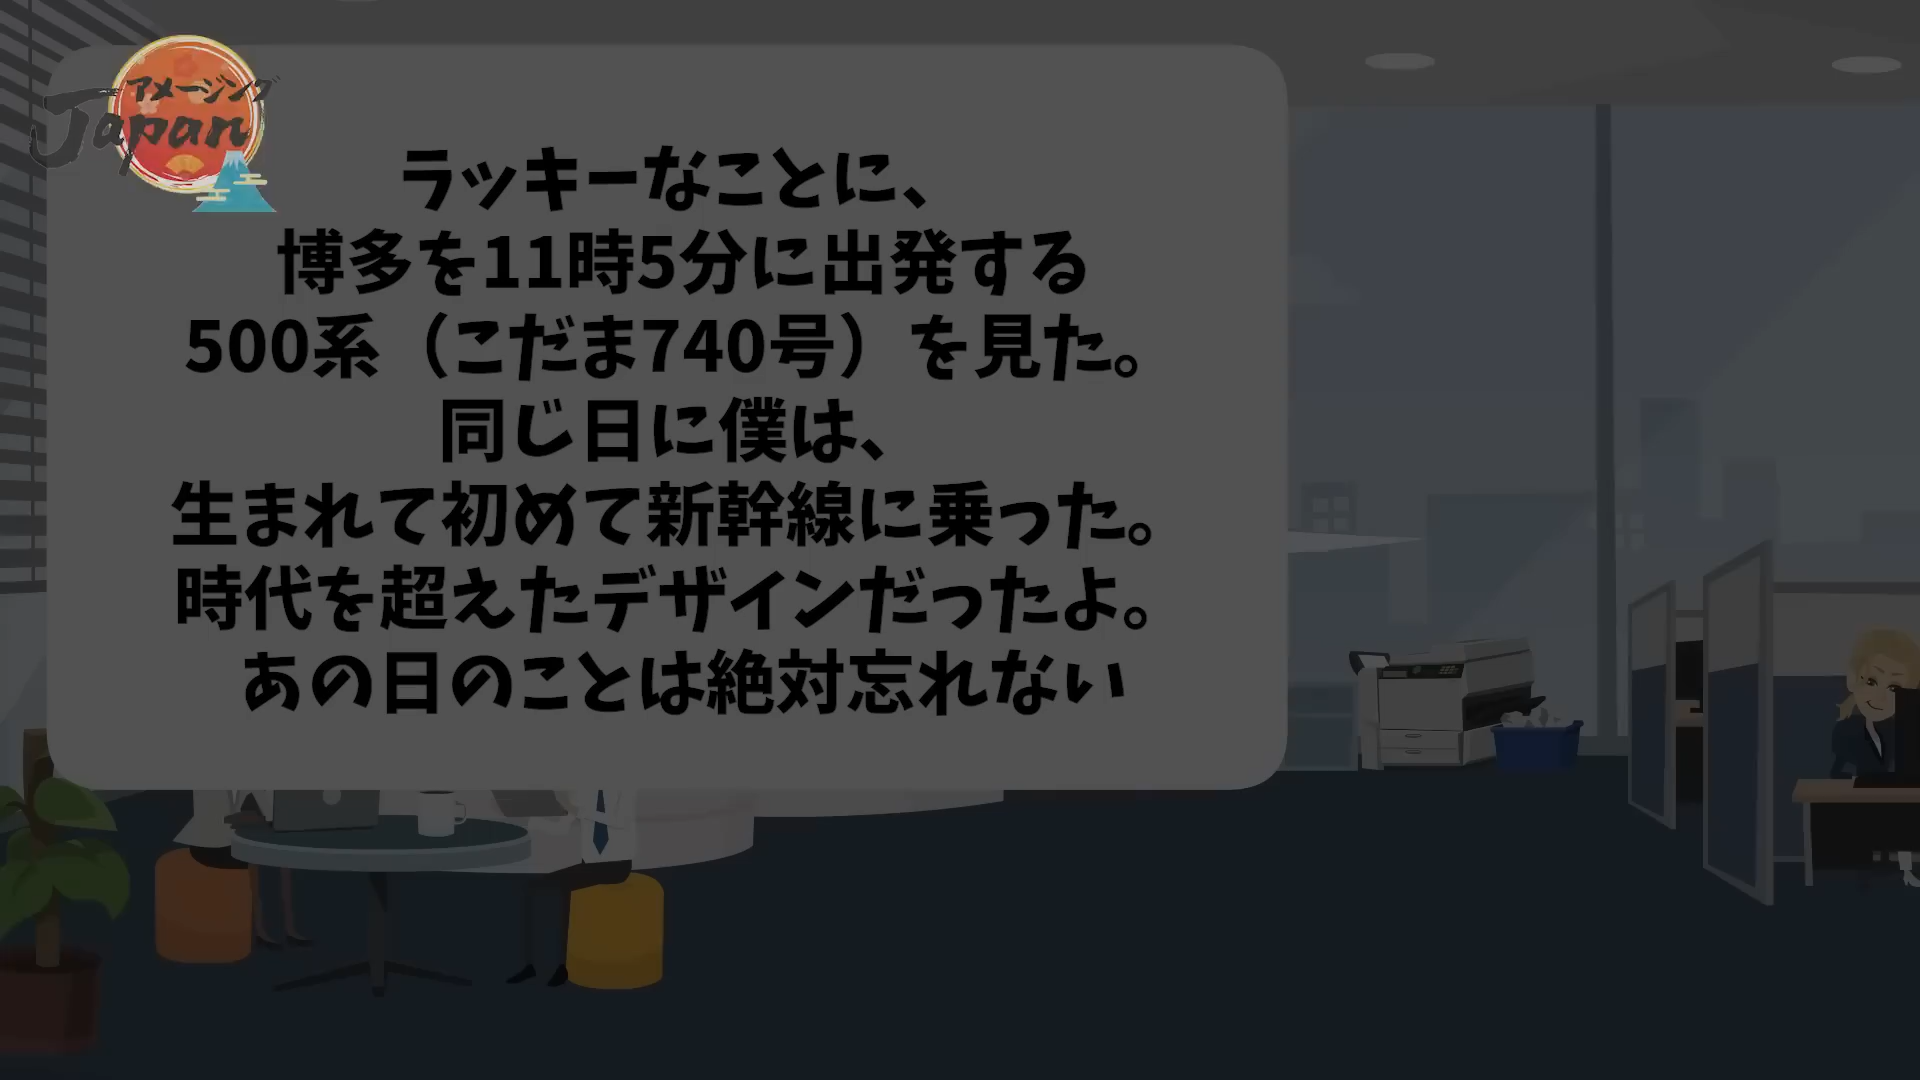 アメージング
Japan
ラッキーなことに、
博多を11時5分に出発する
500系（こだま740号）を見た。
同じ日に僕は、
生まれて初めて新幹線に乗った。
時代を超えたデザインだったよ。
あの日のことは絶対忘れない